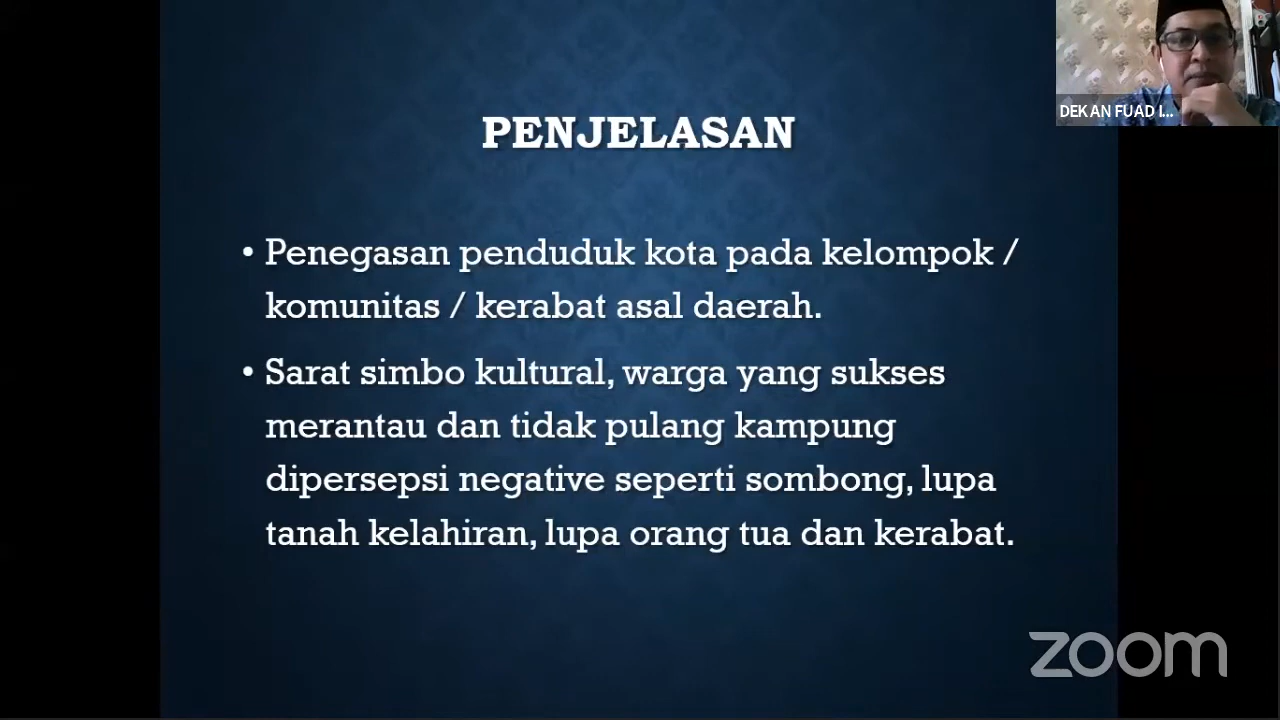 DEKAN FUAD I...
PENJELASAN
• Penegasan penduduk kota pada kelompok /
komunitas / kerabat asal daerah.
• Sarat simbo kultural, warga yang sukses
merantau dan tidak pulang kampung
dipersepsi negative seperti sombong, lupa
tanah kelahiran, lupa orang tua dan kerabat.
zoom